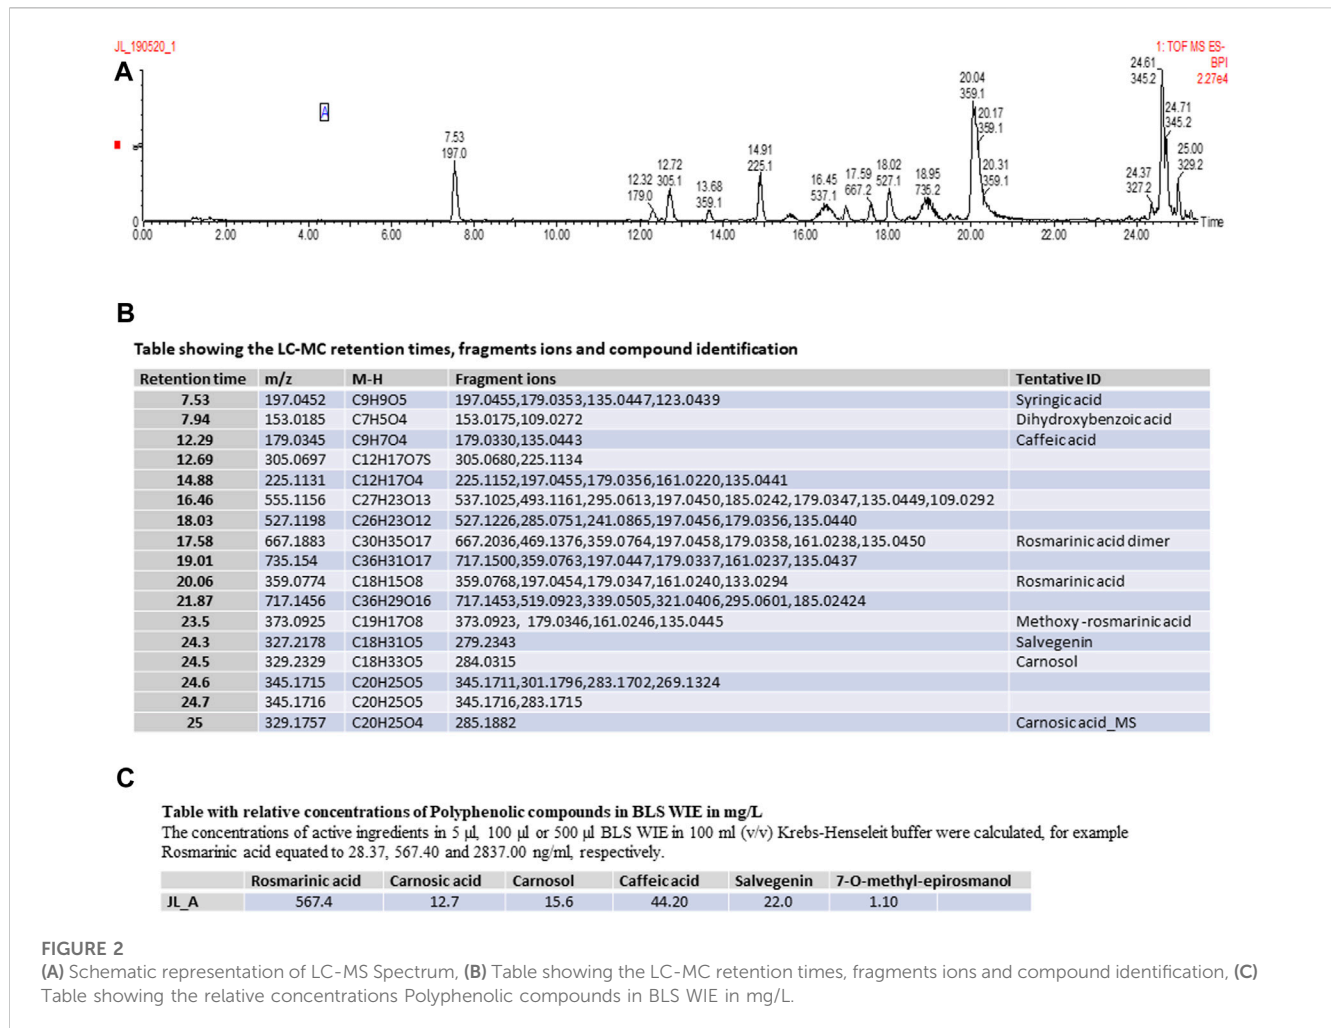 JL_190520_1
1: TOF MS ES-
BPI
2.27e4
A
A
24.61
345.2
24.71
345.2
25.00
329.2
24.37
327.2
20.04
359.1
20.17
359.1
20.31
359.1
7.53
197.0
12.32
179.0
12.72
305.1
13.68
359.1
14.91
225.1
16.45
537.1
17.59
667.2
18.02
527.1
18.95
735.2
%
0
0.00 2.00 4.00 6.00 8.00 10.00 12.00 14.00 16.00 18.00 20.00 22.00 24.00
Time
B
Table showing the LC-MC retention times, fragments ions and compound identification
Retention time m/z M-H Fragment ions Tentative ID
7.53 197.0452 C9H9O5 197.0455,179.0353,135.0447,123.0439 Syringic acid
7.94 153.0185 C7H5O4 153.0175,109.0272 Dihydroxybenzoic acid
12.29 179.0345 C9H7O4 179.0330,135.0443 Caffeic acid
12.69 305.0697 C12H17O7S 305.0680,225.1134
14.88 225.1131 C12H17O4 225.1152,197.0455,179.0356,161.0220,135.0441
16.46 555.1156 C27H23O13 537.1025,493.1161,295.0613,197.0450,185.0242,179.0347,135.0449,109.0292
18.03 527.1198 C26H23O12 527.1226,285.0751,241.0865,197.0456,179.0356,135.0440
17.58 667.1883 C30H35O17 667.2036,469.1376,359.0764,197.0458,179.0358,161.0238,135.0450 Rosmarinic acid dimer
19.01 735.154 C36H31O17 717.1500,359.0763,197.0447,179.0337,161.0237,135.0437
20.06 359.0774 C18H15O8 359.0768,197.0454,179.0347,161.0240,133.0294 Rosmarinic acid
21.87 717.1456 C36H29O16 717.1453,519.0923,339.0505,321.0406,295.0601,185.02424
23.5 373.0925 C19H17O8 373.0923, 179.0346,161.0246,135.0445 Methoxy -rosmarinic acid
24.3 327.2178 C18H31O5 279.2343 Salvegenin
24.5 329.2329 C18H33O5 284.0315 Carnosol
24.6 345.1715 C20H25O5 345.1711,301.1796,283.1702,269.1324
24.7 345.1716 C20H25O5 345.1716,283.1715
25 329.1757 C20H25O4 285.1882 Carnosic acid_MS
C
Table with relative concentrations of Polyphenolic compounds in BLS WIE in mg/L
The concentrations of active ingredients in 5 µl, 100 µl or 500 µl BLS WIE in 100 ml (v/v) Krebs-Henseleit buffer were calculated, for example
Rosmarinic acid equated to 28.37, 567.40 and 2837.00 ng/ml, respectively.
Rosmarinic acid Carnosic acid Carnosol Caffeic acid Salvegenin 7-O-methyl-epirosmanol
JL_A 567.4 12.7 15.6 44.20 22.0 1.10
FIGURE 2
(A) Schematic representation of LC-MS Spectrum, (B) Table showing the LC-MC retention times, fragments ions and compound identification, (C)
Table showing the relative concentrations Polyphenolic compounds in BLS WIE in mg/L.